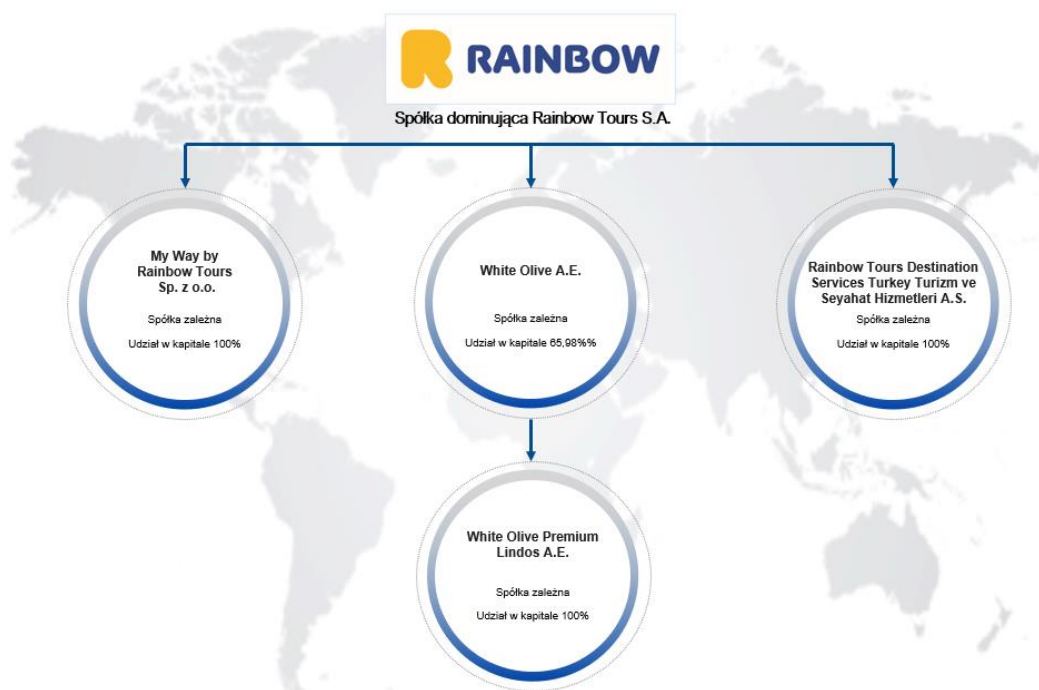 RAINBOW
Spółka dominująca Rainbow Tours S.A.
My Way by
Rainbow Tours
Sp. z o.o.
Spółka zależna
Udział w kapitale 100%
White Olive A.E.
Spółka zależna
Udział w kapitale 65,98%%
Rainbow Tours Destination
Services Turkey Turizm ve
Seyahat Hizmetleri A.S.
Spółka zależna
Udział w kapitale 100%
White Olive Premium
Lindos A.E.
Spółka zależna
Udział w kapitale 100%